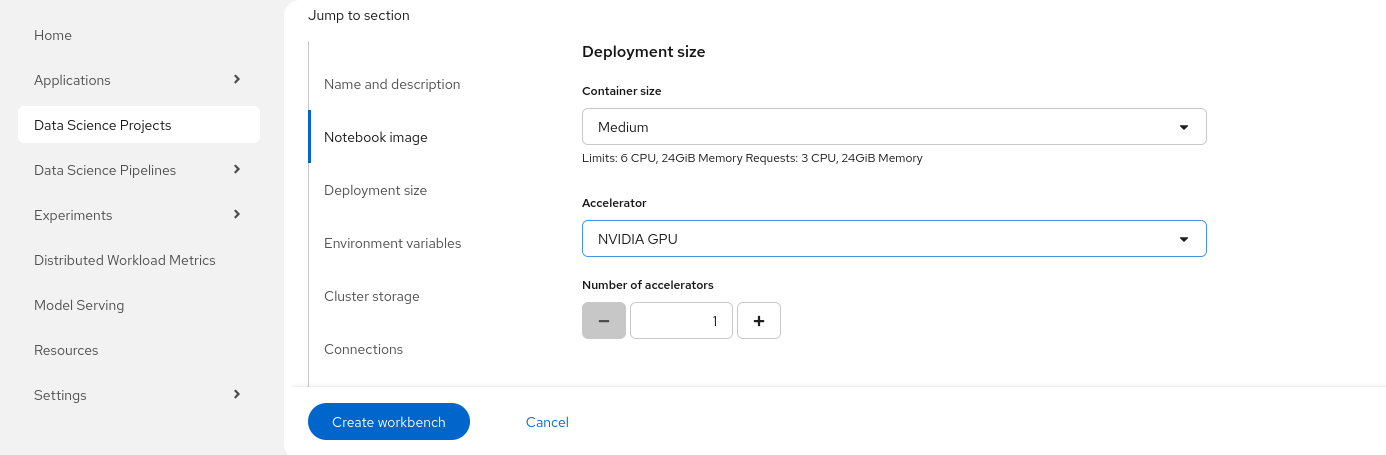 Home
Applications
Data Science Projects
Data Science Pipelines
Experiments
Distributed Workload Metrics
Model Serving
Resources
Settings
Jump to section
Name and description
Notebook image
Deployment size
Environment variables
Cluster storage
Connections
Deployment size
Container size
Medium
Limits: 6 CPU, 24GiB Memory Requests: 3 CPU, 24GiB Memory
Accelerator
NVIDIA GPU
Number of accelerators
− 1 +
Create workbench
Cancel